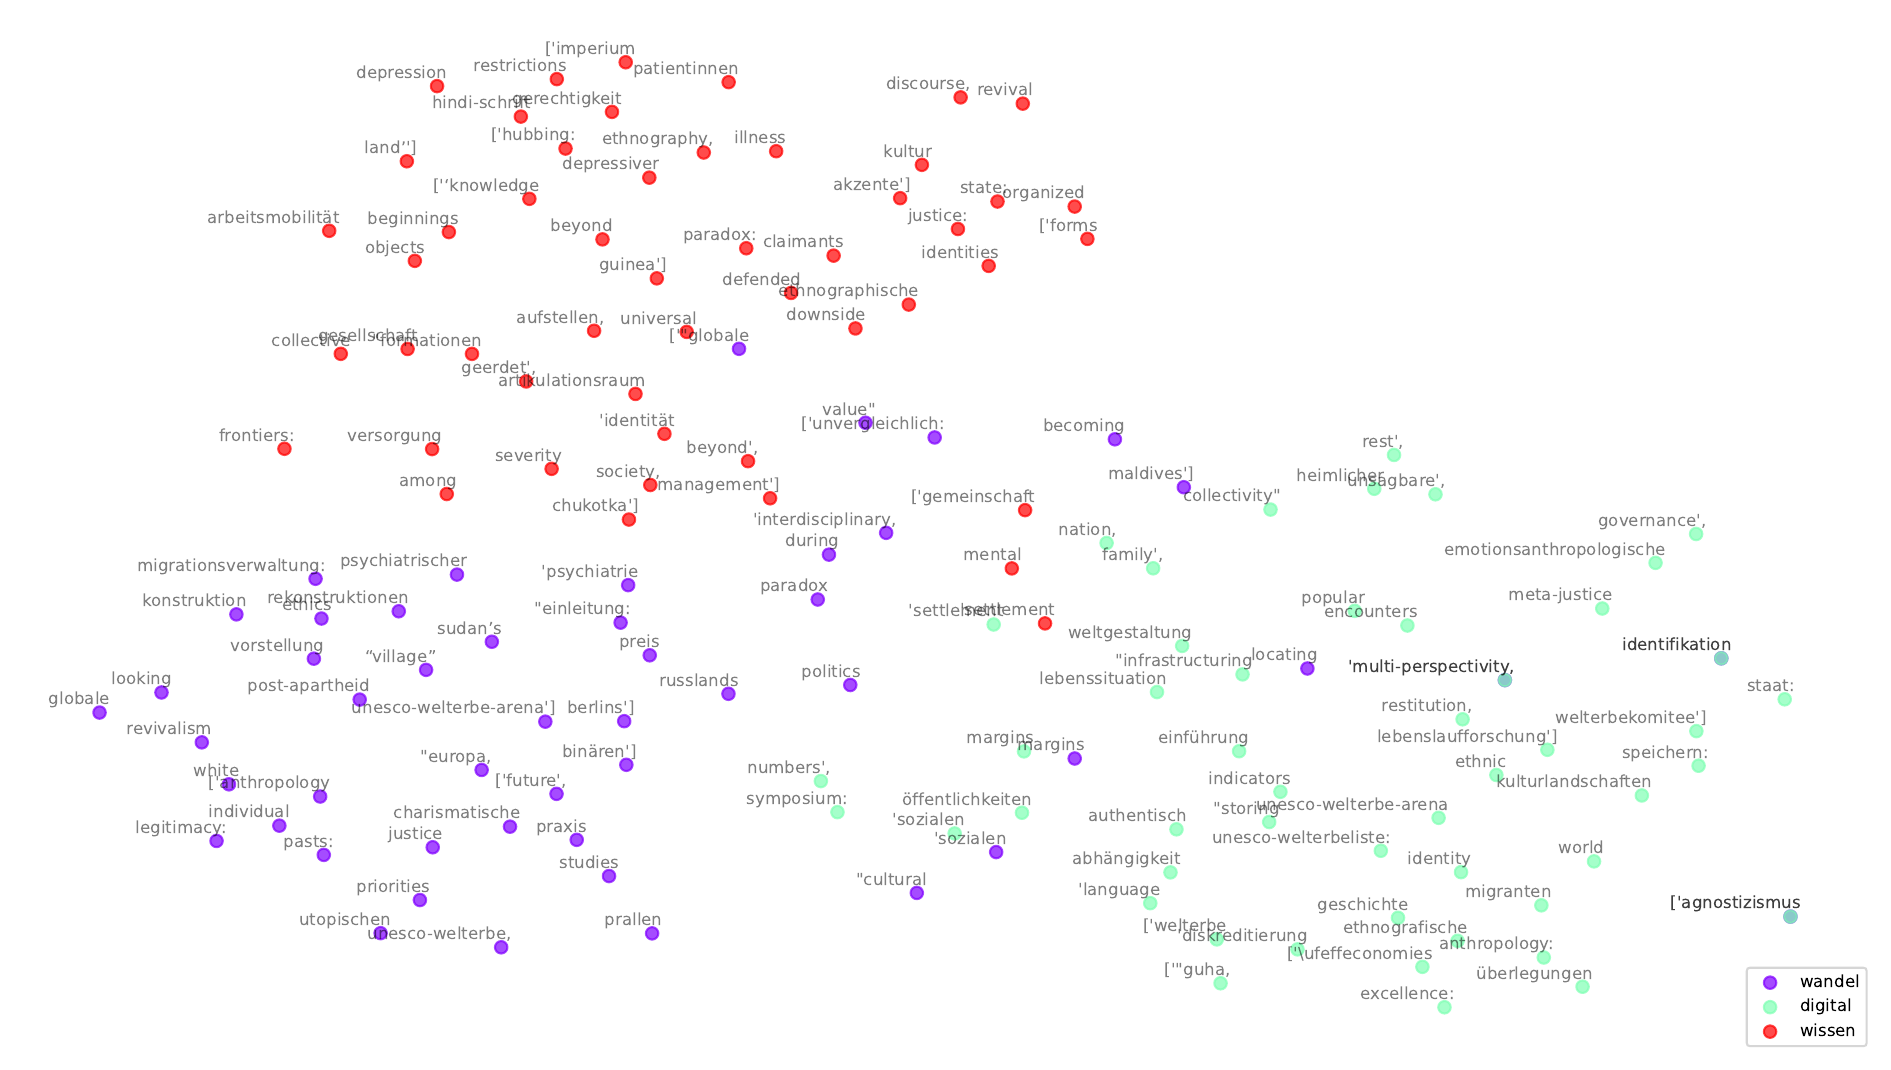 ['imperium
restrictions
patientinnen
depression
discourse,
revival
hindi-schrift
gerechtigkeit
['hubbing:
ethnography,
illness
land’']
depressiver
kultur
['’knowledge
akzente']
state:
organized
arbeitsmobilität
beginnings
beyond
justice:
['forms
objects
paradox:
claimants
identities
guinea']
defended
ethnographische
aufstellen,
universal
downside
['"globale
collective
gesellschaft
formationen
geerdet',
artikulationsraum
'identität
value"
['unvergleichlich:
becoming
frontiers:
versorgung
beyond',
rest',
severity
society,
management']
maldives']
heimlicher
unsagbare',
among
chukotka']
['gemeinschaft
collectivity"
'interdisciplinary,
during
nation,
governance',
migrationsverwaltung:
psychiatrischer
'psychiatrie
mental
family',
emotionsanthropologische
konstruktion
rekonstruktionen
ethics
"einleitung:
paradox
'settlement
settlement
popular
encounters
meta-justice
vorstellung
sudan’s
preis
weltgestaltung
identifikation
“village”
"infrastructuring
locating
'multi-perspectivity,
looking
post-apartheid
russlands
politics
lebenssituation
staat:
globale
unesco-welterbe-arena']
berlins']
restitution,
welterbekomitee']
revivalism
"europa,
binären']
margins
margins
einführung
lebenslaufforschung']
speichern:
white
['anthropology
['future',
numbers',
indicators
ethnic
kulturlandschaften
individual
charismatische
symposium:
öffentlichkeiten
"storing
unesco-welterbe-arena
legitimacy:
pasts:
justice
praxis
'sozialen
'sozialen
authentisch
unesco-welterbeliste:
studies
abhängigkeit
identity
world
priorities
"cultural
'language
migranten
['agnostizismus
utopischen
unesco-welterbe,
prallen
['welterbe
'diskreditierung
geschichte
ethnografische
['\ufeffeconomies
anthropology:
['"guha,
überlegungen
excellence:
wandel
digital
wissen